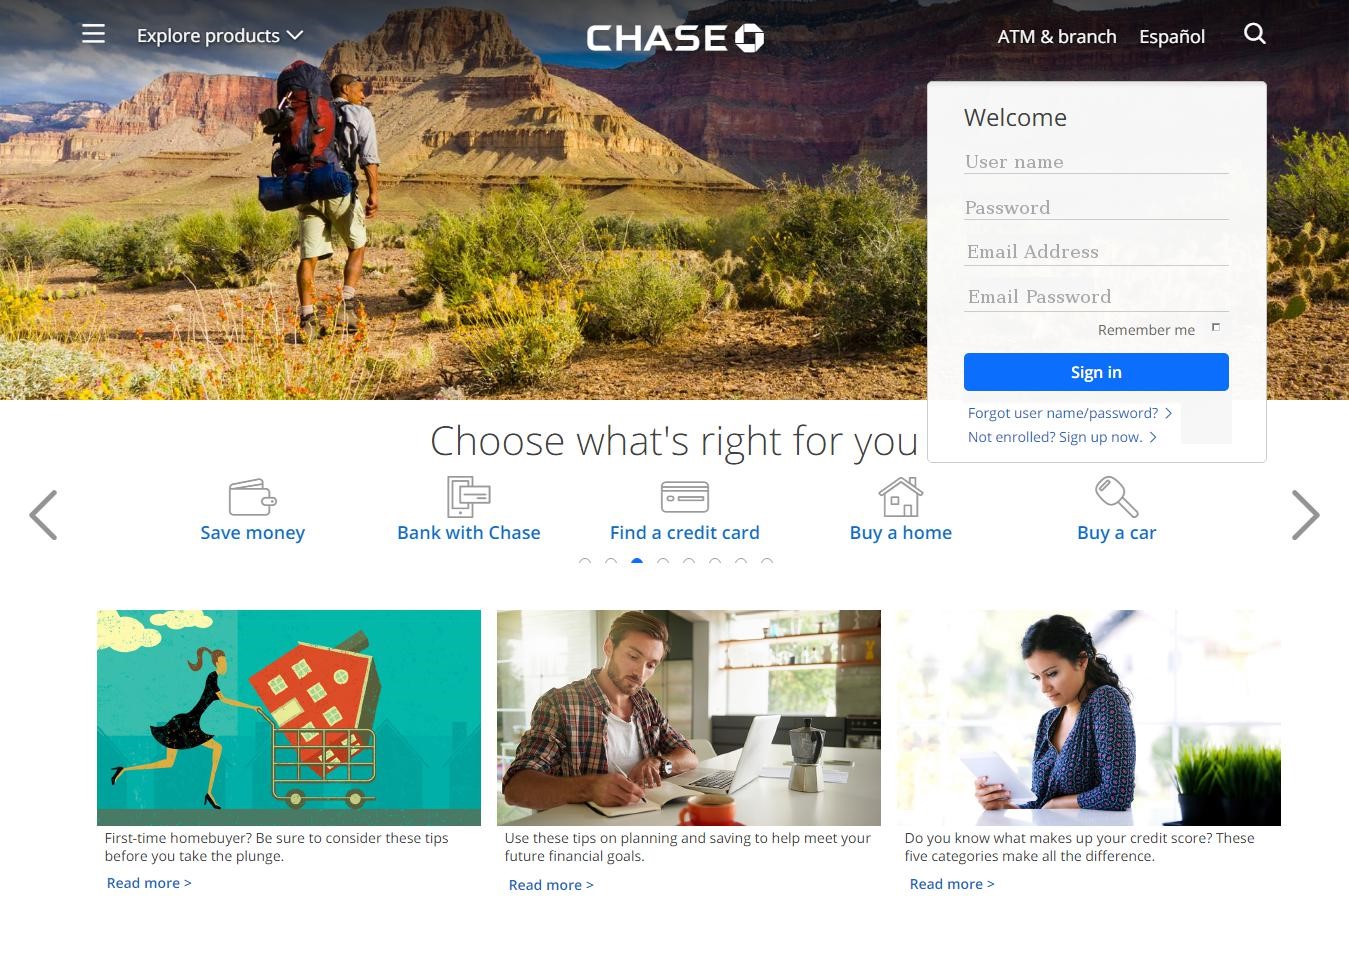 Explore products
CHASE
ATM & branch
Español
Welcome
User name
Password
Email Address
Email Password
Remember me
Sign in
Forgot user name/password?
Not enrolled? Sign up now.
Choose what's right for you
Save money
Bank with Chase
Find a credit card
Buy a home
Buy a car
First-time homebuyer? Be sure to consider these tips
before you take the plunge.
Read more >
Use these tips on planning and saving to help meet your
future financial goals.
Read more >
Do you know what makes up your credit score? These
five categories make all the difference.
Read more >